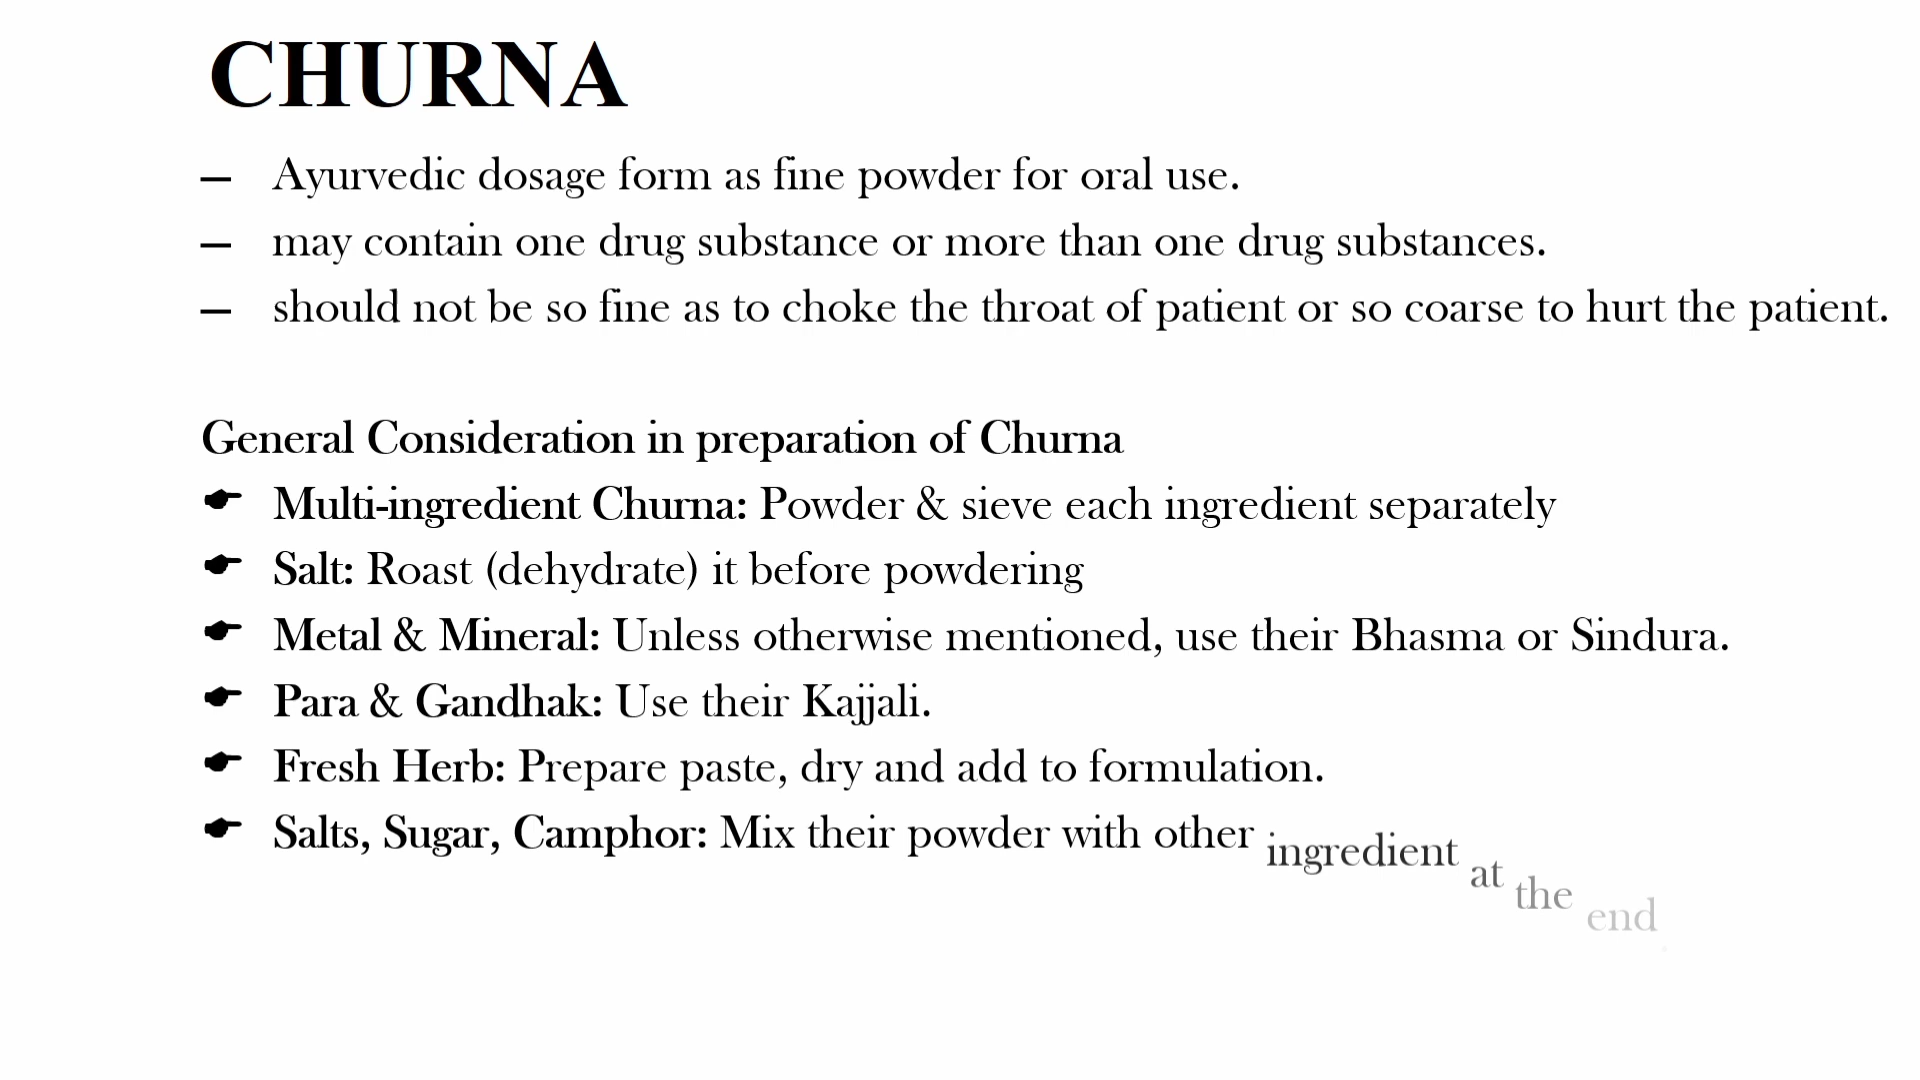 CHURNA
– Ayurvedic dosage form as fine powder for oral use.
– may contain one drug substance or more than one drug substances.
– should not be so fine as to choke the throat of patient or so coarse to hurt the patient.
General Consideration in preparation of Churna
☛ Multi-ingredient Churna: Powder & sieve each ingredient separately
☛ Salt: Roast (dehydrate) it before powdering
☛ Metal & Mineral: Unless otherwise mentioned, use their Bhasma or Sindura.
☛ Para & Gandhak: Use their Kajjali.
☛ Fresh Herb: Prepare paste, dry and add to formulation.
☛ Salts, Sugar, Camphor: Mix their powder with other ingredient at the end